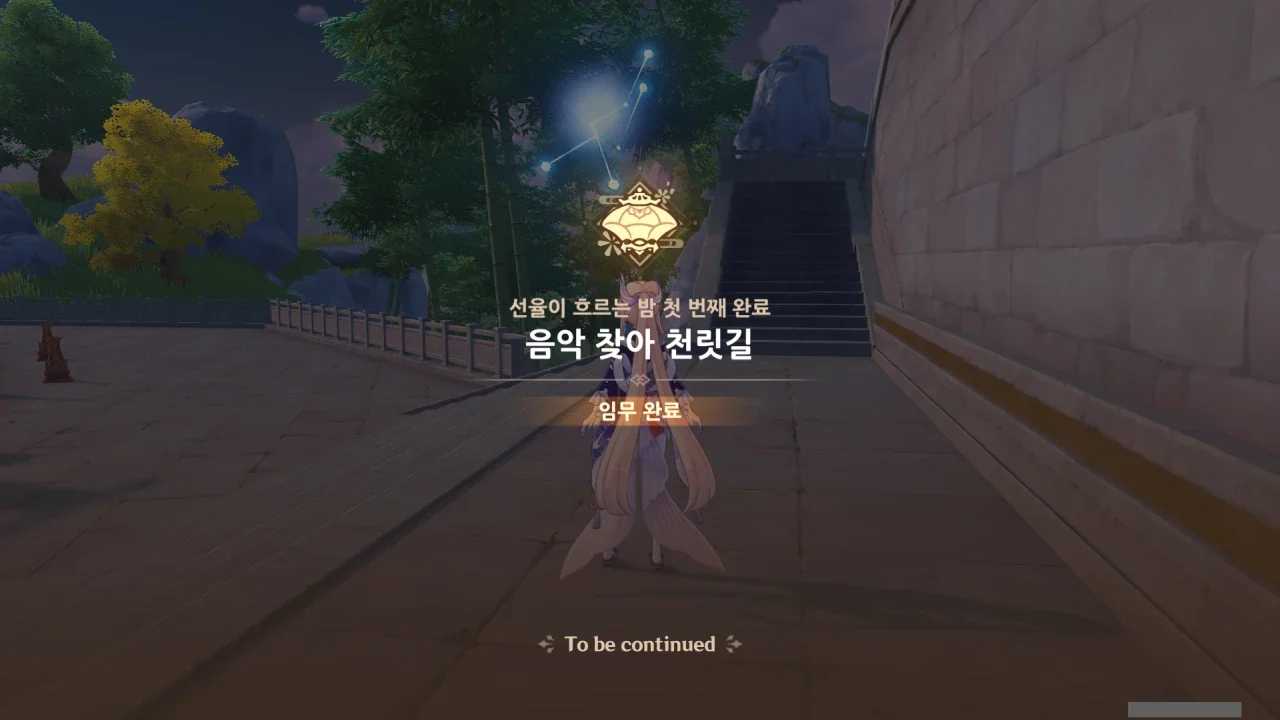 선율이 흐르는 밤 첫 번째 완료
음악 찾아 천릿길
임무 완료
To be continued